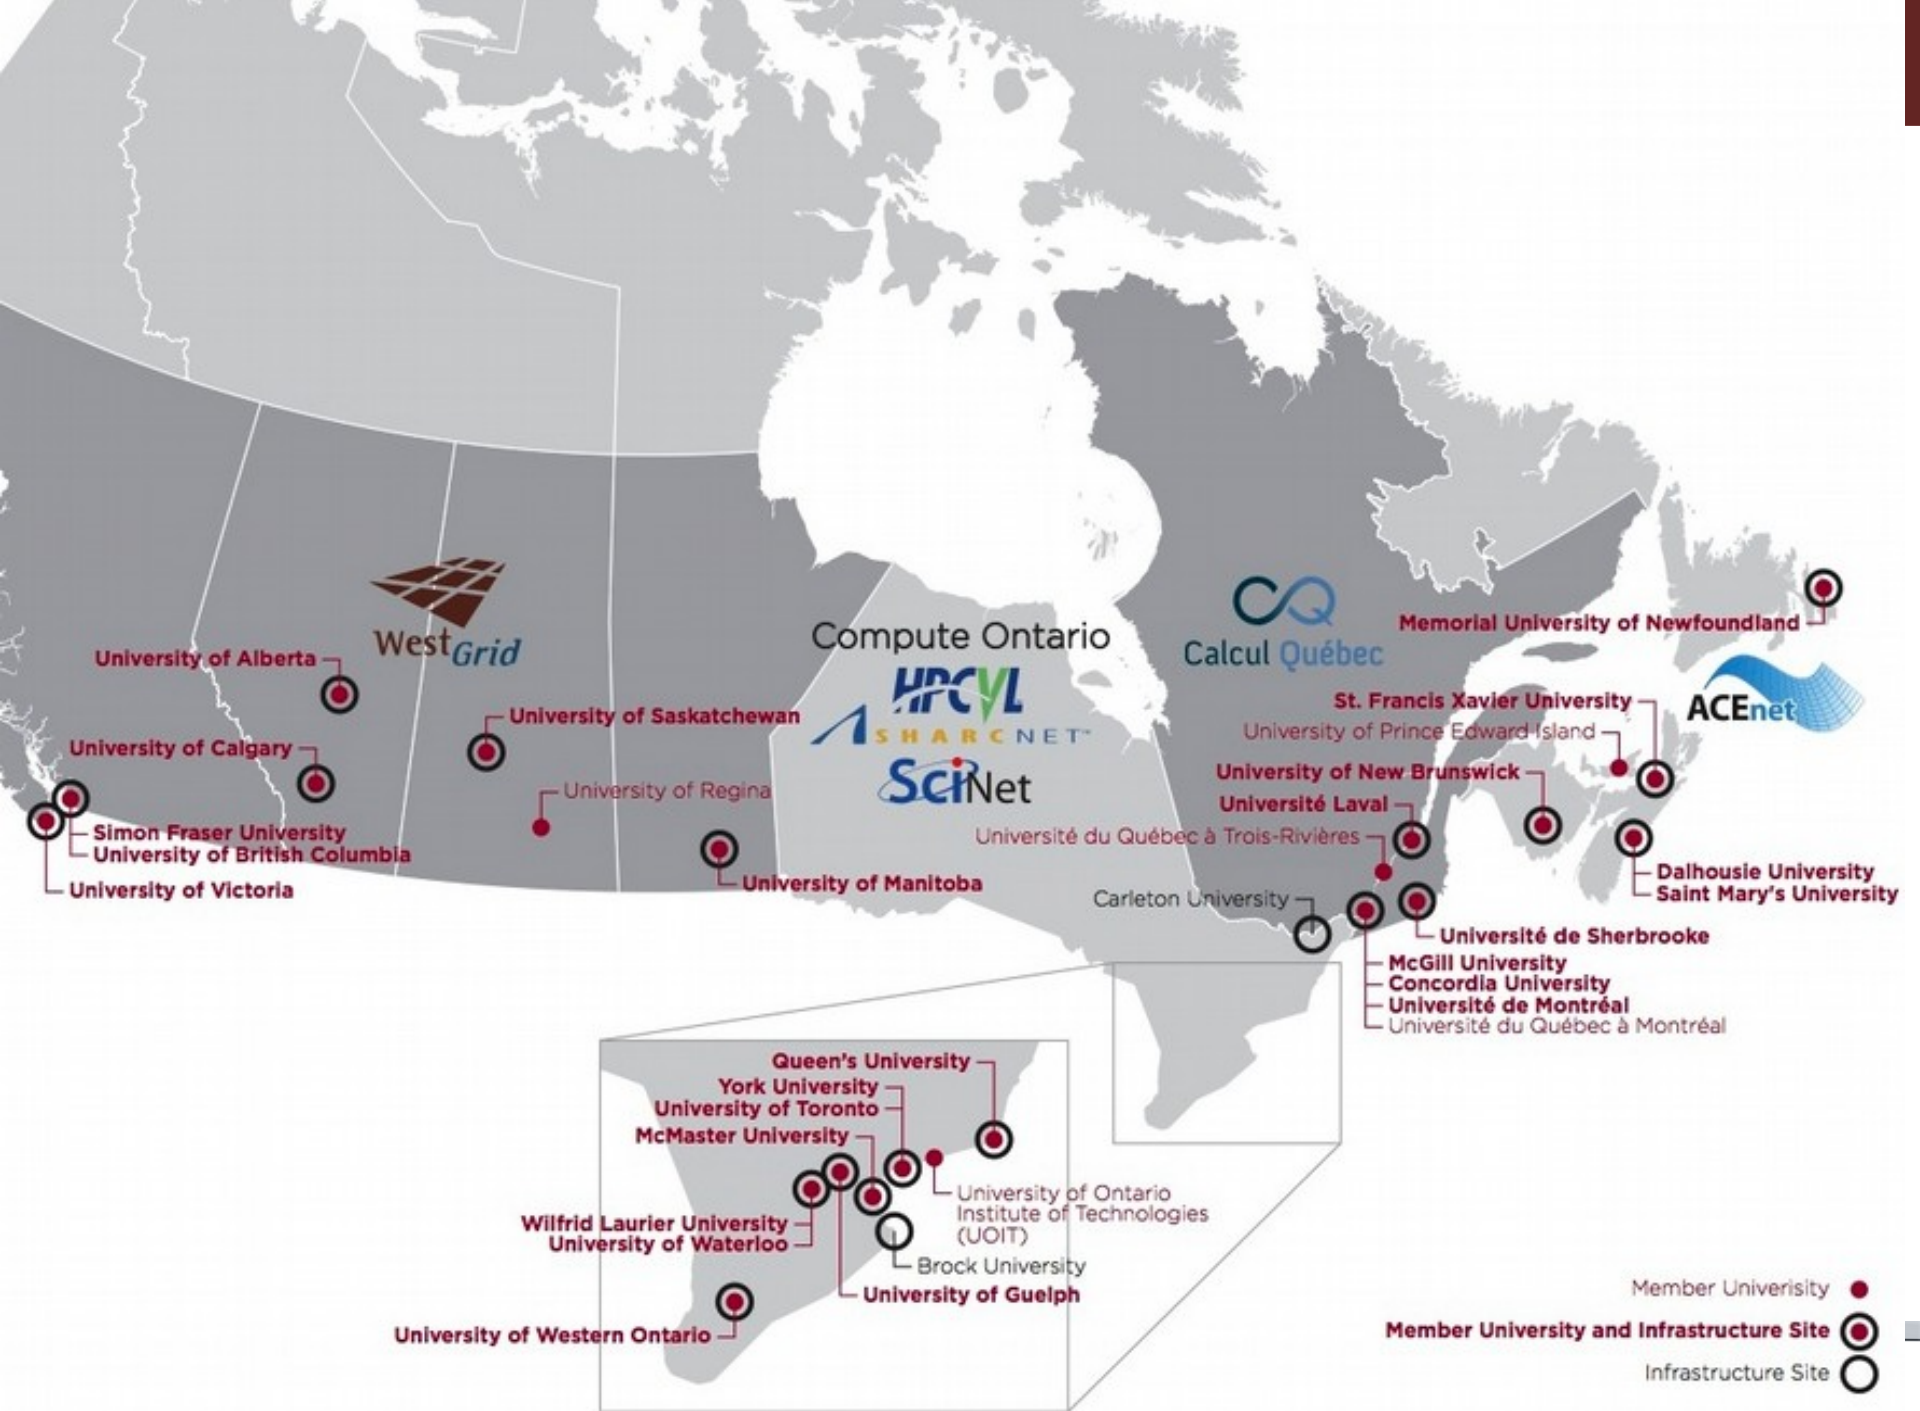 WestGrid
University of Alberta
University of Saskatchewan
University of Calgary
University of Regina
Simon Fraser University
University of British Columbia
University of Victoria
University of Manitoba
Compute Ontario
HPCVL
SHARCNET™
SciNet
Calcul Québec
Memorial University of Newfoundland
ACEnet
St. Francis Xavier University
University of Prince Edward Island
University of New Brunswick
Université Laval
Université du Québec à Trois-Rivières
Carleton University
Dalhousie University
Saint Mary's University
Université de Sherbrooke
McGill University
Concordia University
Université de Montréal
Université du Québec à Montréal
Queen's University
York University
University of Toronto
McMaster University
University of Ontario
Institute of Technologies
(UOIT)
Wilfrid Laurier University
University of Waterloo
Brock University
University of Guelph
University of Western Ontario
Member Univerisity
Member University and Infrastructure Site
Infrastructure Site